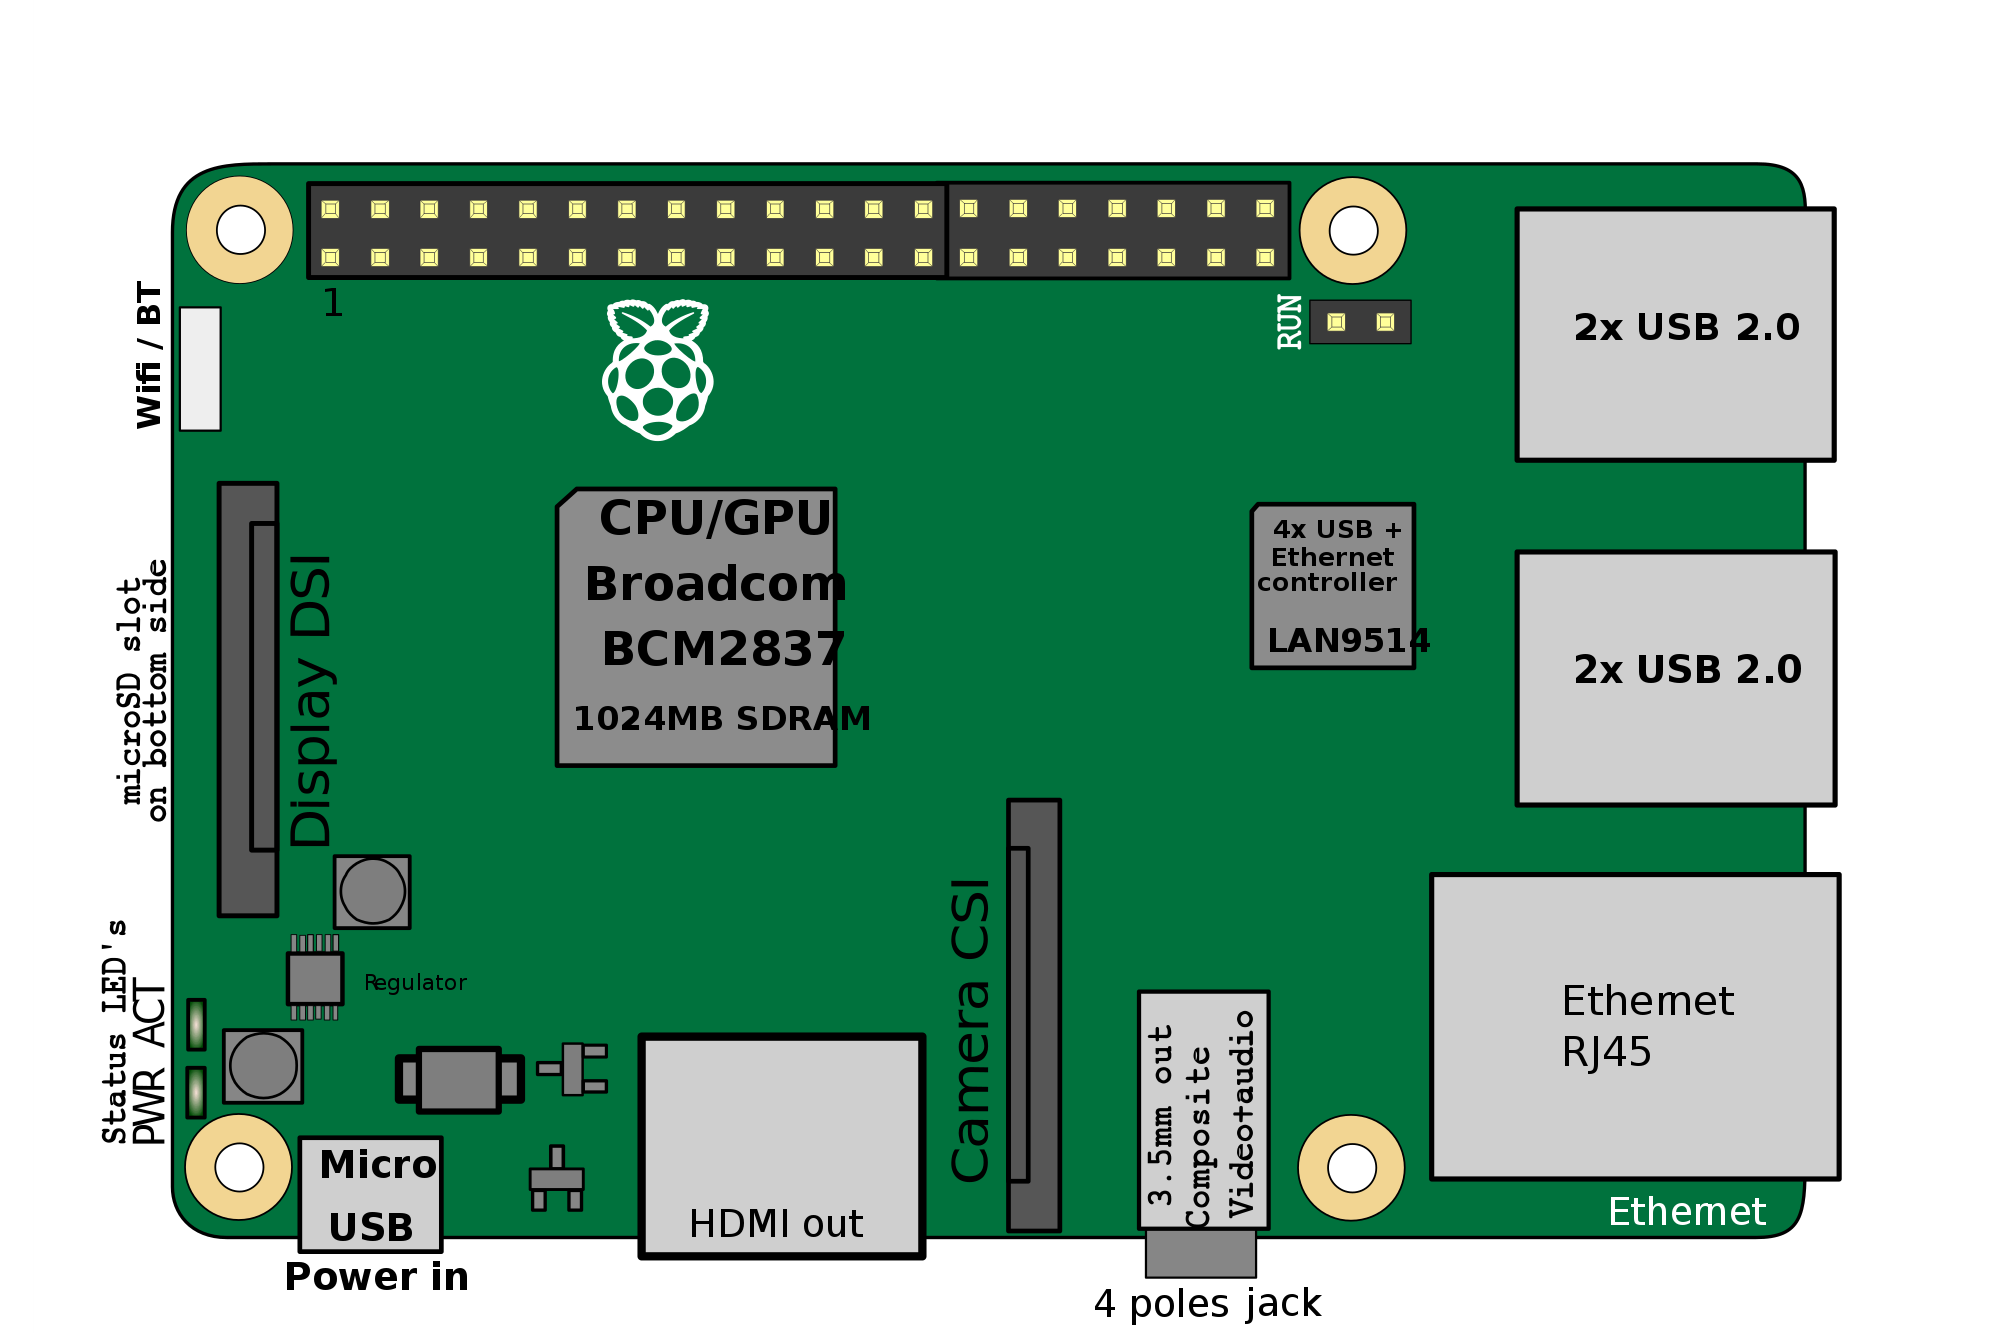 1
RUN
Wifi / BT
2x USB 2.0
CPU/GPU
Broadcom
BCM2837
1024MB SDRAM
4x USB +
Ethernet
controller
LAN9514
microSD slot
on bottom side
Display DSI
2x USB 2.0
Regulator
Status LED's
PWR ACT
Camera CSI
3.5mm out
Composite
Video+audio
Ethernet
RJ45
Micro
USB
HDMI out
Ethernet
Power in
4 poles jack